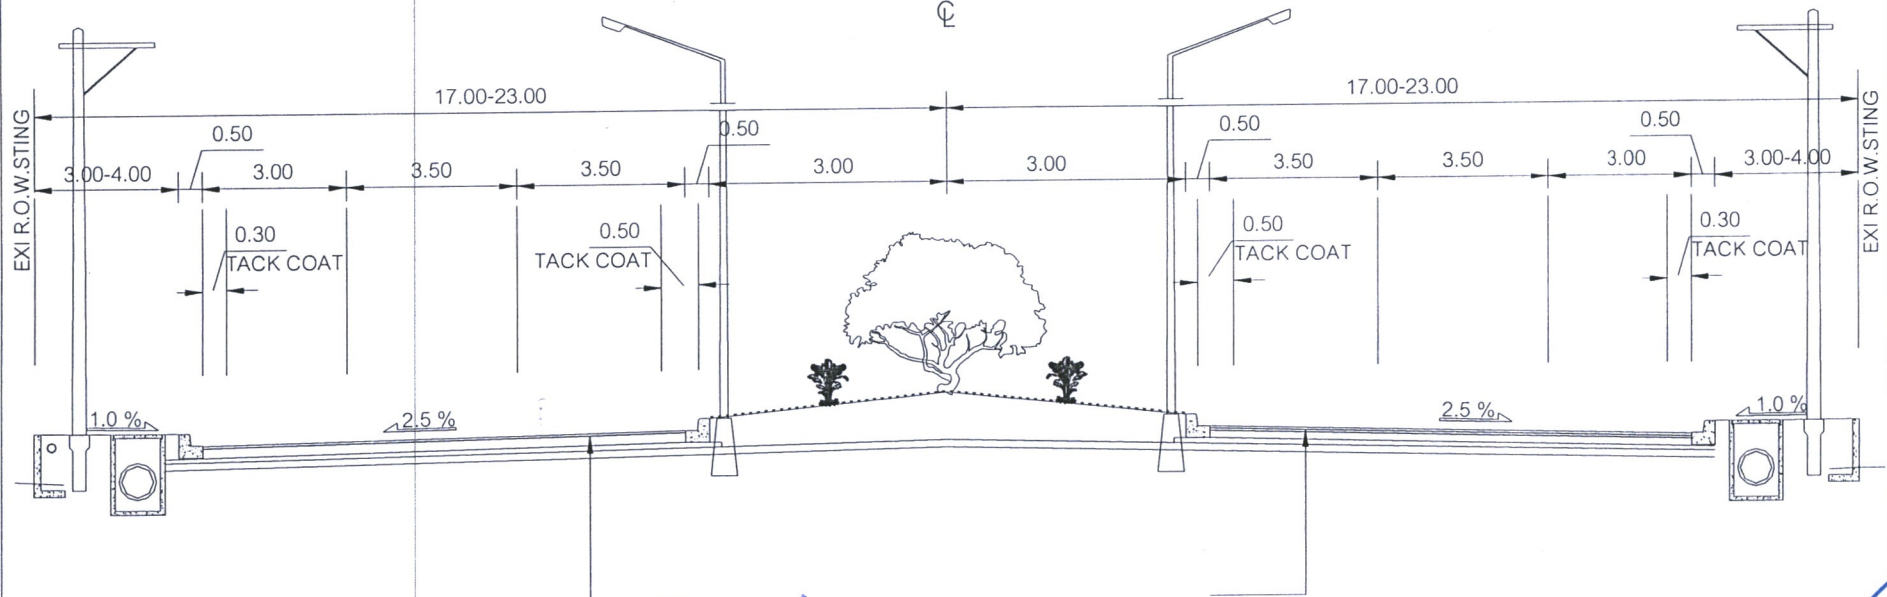 ℄
17.00-23.00 17.00-23.00
0.50 0.50 0.50 0.50
3.00-4.00 3.00 3.50 3.50 3.00 3.00 3.50 3.50 3.00 3.00-4.00
EXI R.O.W.STING
EXI R.O.W.STING
0.30 0.50 0.50 0.30
TACK COAT TACK COAT TACK COAT TACK COAT
1.0 % 2.5 % 2.5 % 1.0 %